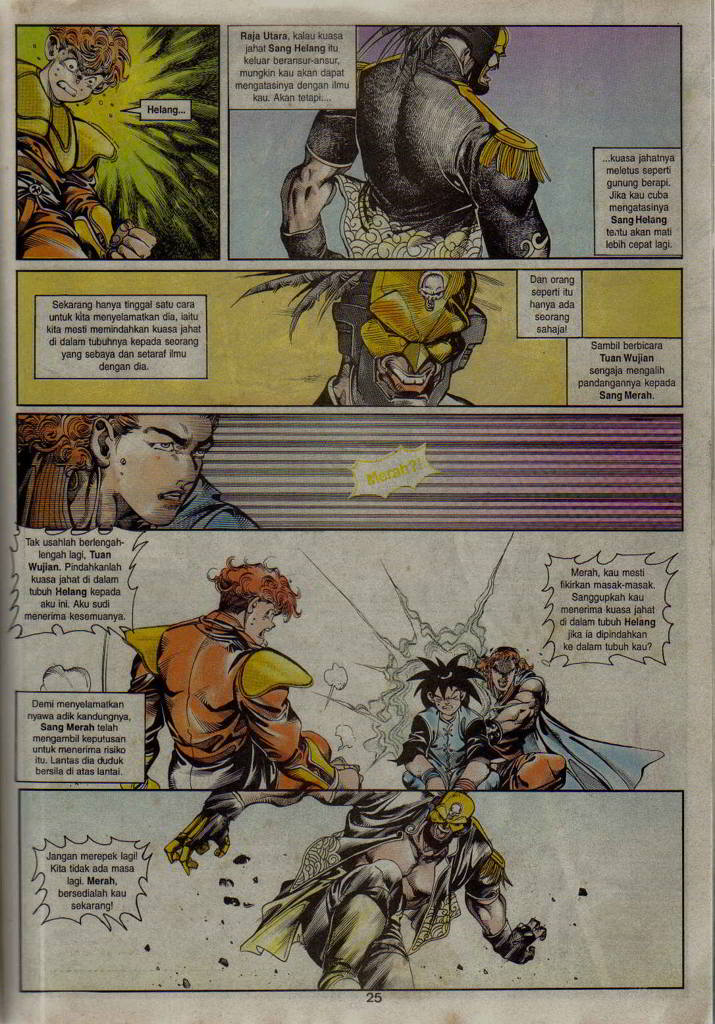 Helang...
Raja Utara, kalau kuasa
jahat Sang Helang itu
keluar beransur-ansur,
mungkin kau akan dapat
mengatasinya dengan ilmu
kau. Akan tetapi....
...kuasa jahatnya
meletus seperti
gunung berapi.
Jika kau cuba
mengatasinya
Sang Helang
tentu akan mati
lebih cepat lagi.
Sekarang hanya tinggal satu cara
untuk kita menyelamatkan dia, iaitu
kita mesti memindahkan kuasa jahat
di dalam tubuhnya kepada seorang
yang sebaya dan setaraf ilmu
dengan dia.
Dan orang
seperti itu
hanya ada
seorang
sahaja!
Sambil berbicara
Tuan Wujian
sengaja mengalih
pandangannya kepada
Sang Merah.
Merah?!
Tak usahlah berlengah-
lengah lagi, Tuan
Wujian. Pindahkanlah
kuasa jahat di dalam
tubuh Helang kepada
aku ini. Aku sudi
menerima kesemuanya.
Merah, kau mesti
fikirkan masak-masak.
Sanggupkah kau
menerima kuasa jahat
di dalam tubuh Helang
jika ia dipindahkan
ke dalam tubuh kau?
Demi menyelamatkan
nyawa adik kandungnya,
Sang Merah telah
mengambil keputusan
untuk menerima risiko
itu. Lantas dia duduk
bersila di atas lantai.
Jangan merepek lagi!
Kita tidak ada masa
lagi. Merah,
bersedialah kau
sekarang!
25